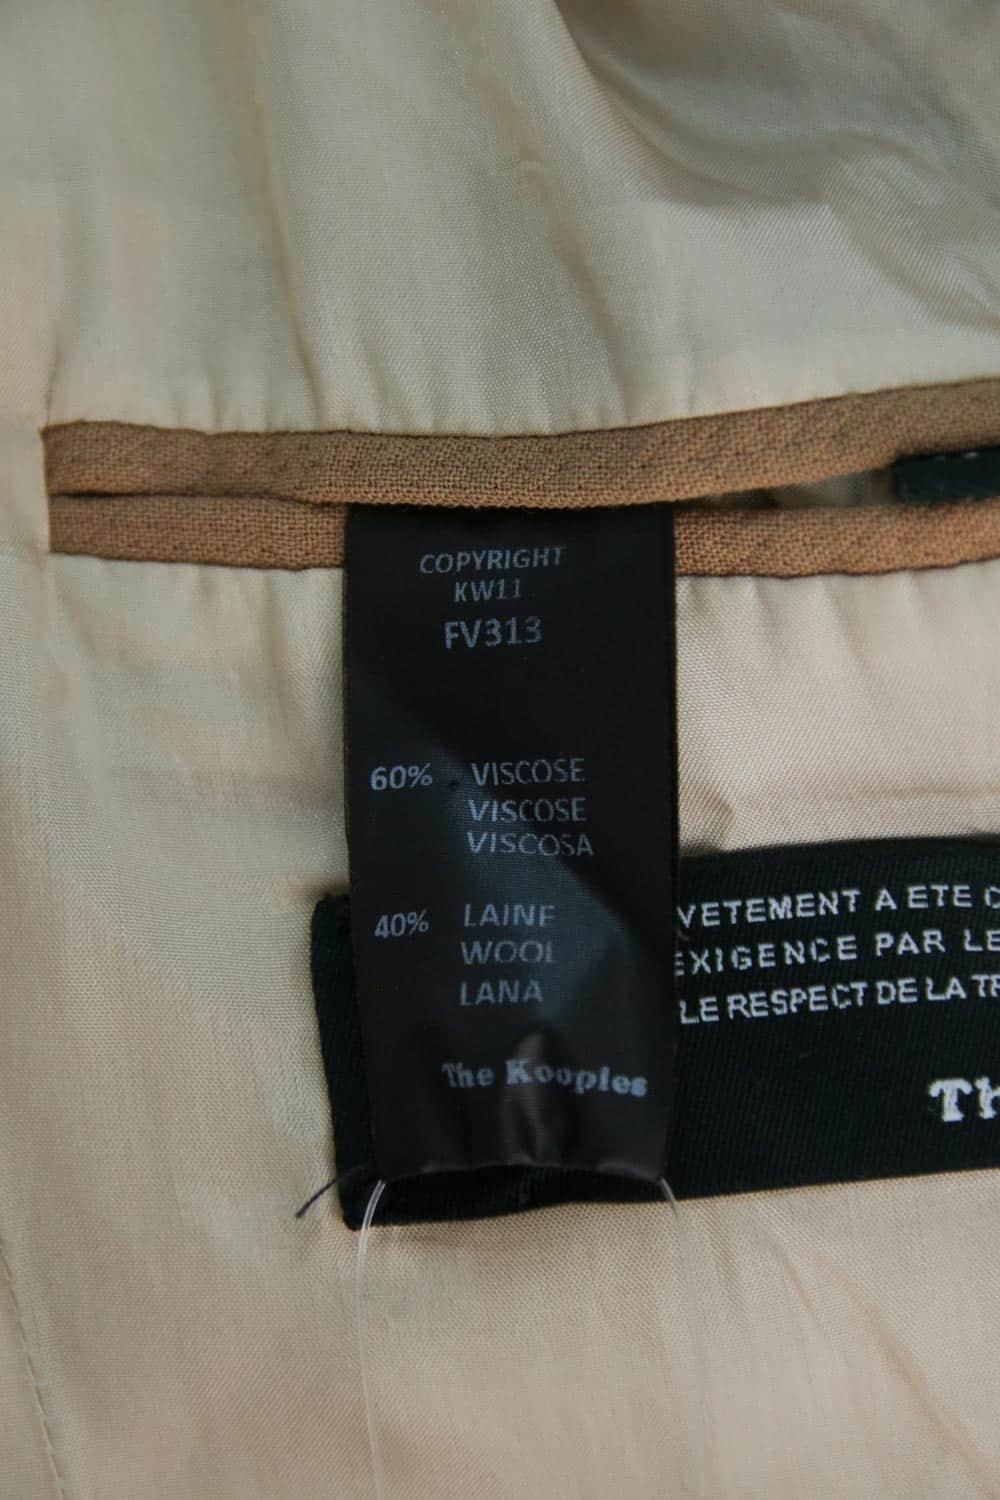 COPYRIGHT
KW11
FV313
60% VISCOSE
VISCOSE
VISCOSA
40% LAINE
WOOL
LANA
The Kooples
VETEMENT A ETE
EXIGENCE PAR LE
LE RESPECT DE LA